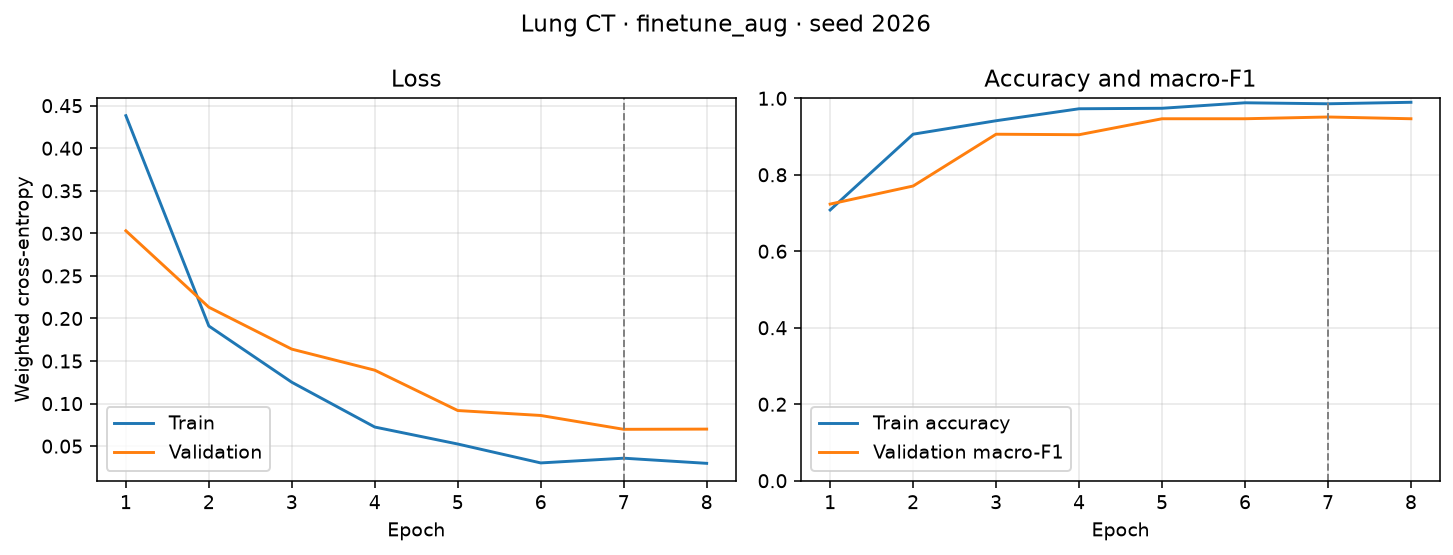 Lung CT · finetune_aug · seed 2026
Loss
Weighted cross-entropy
0.45
0.40
0.35
0.30
0.25
0.20
0.15
0.10
0.05
Train
Validation
1 2 3 4 5 6 7 8
Epoch
Accuracy and macro-F1
1.0
0.8
0.6
0.4
0.2
0.0
Train accuracy
Validation macro-F1
1 2 3 4 5 6 7 8
Epoch